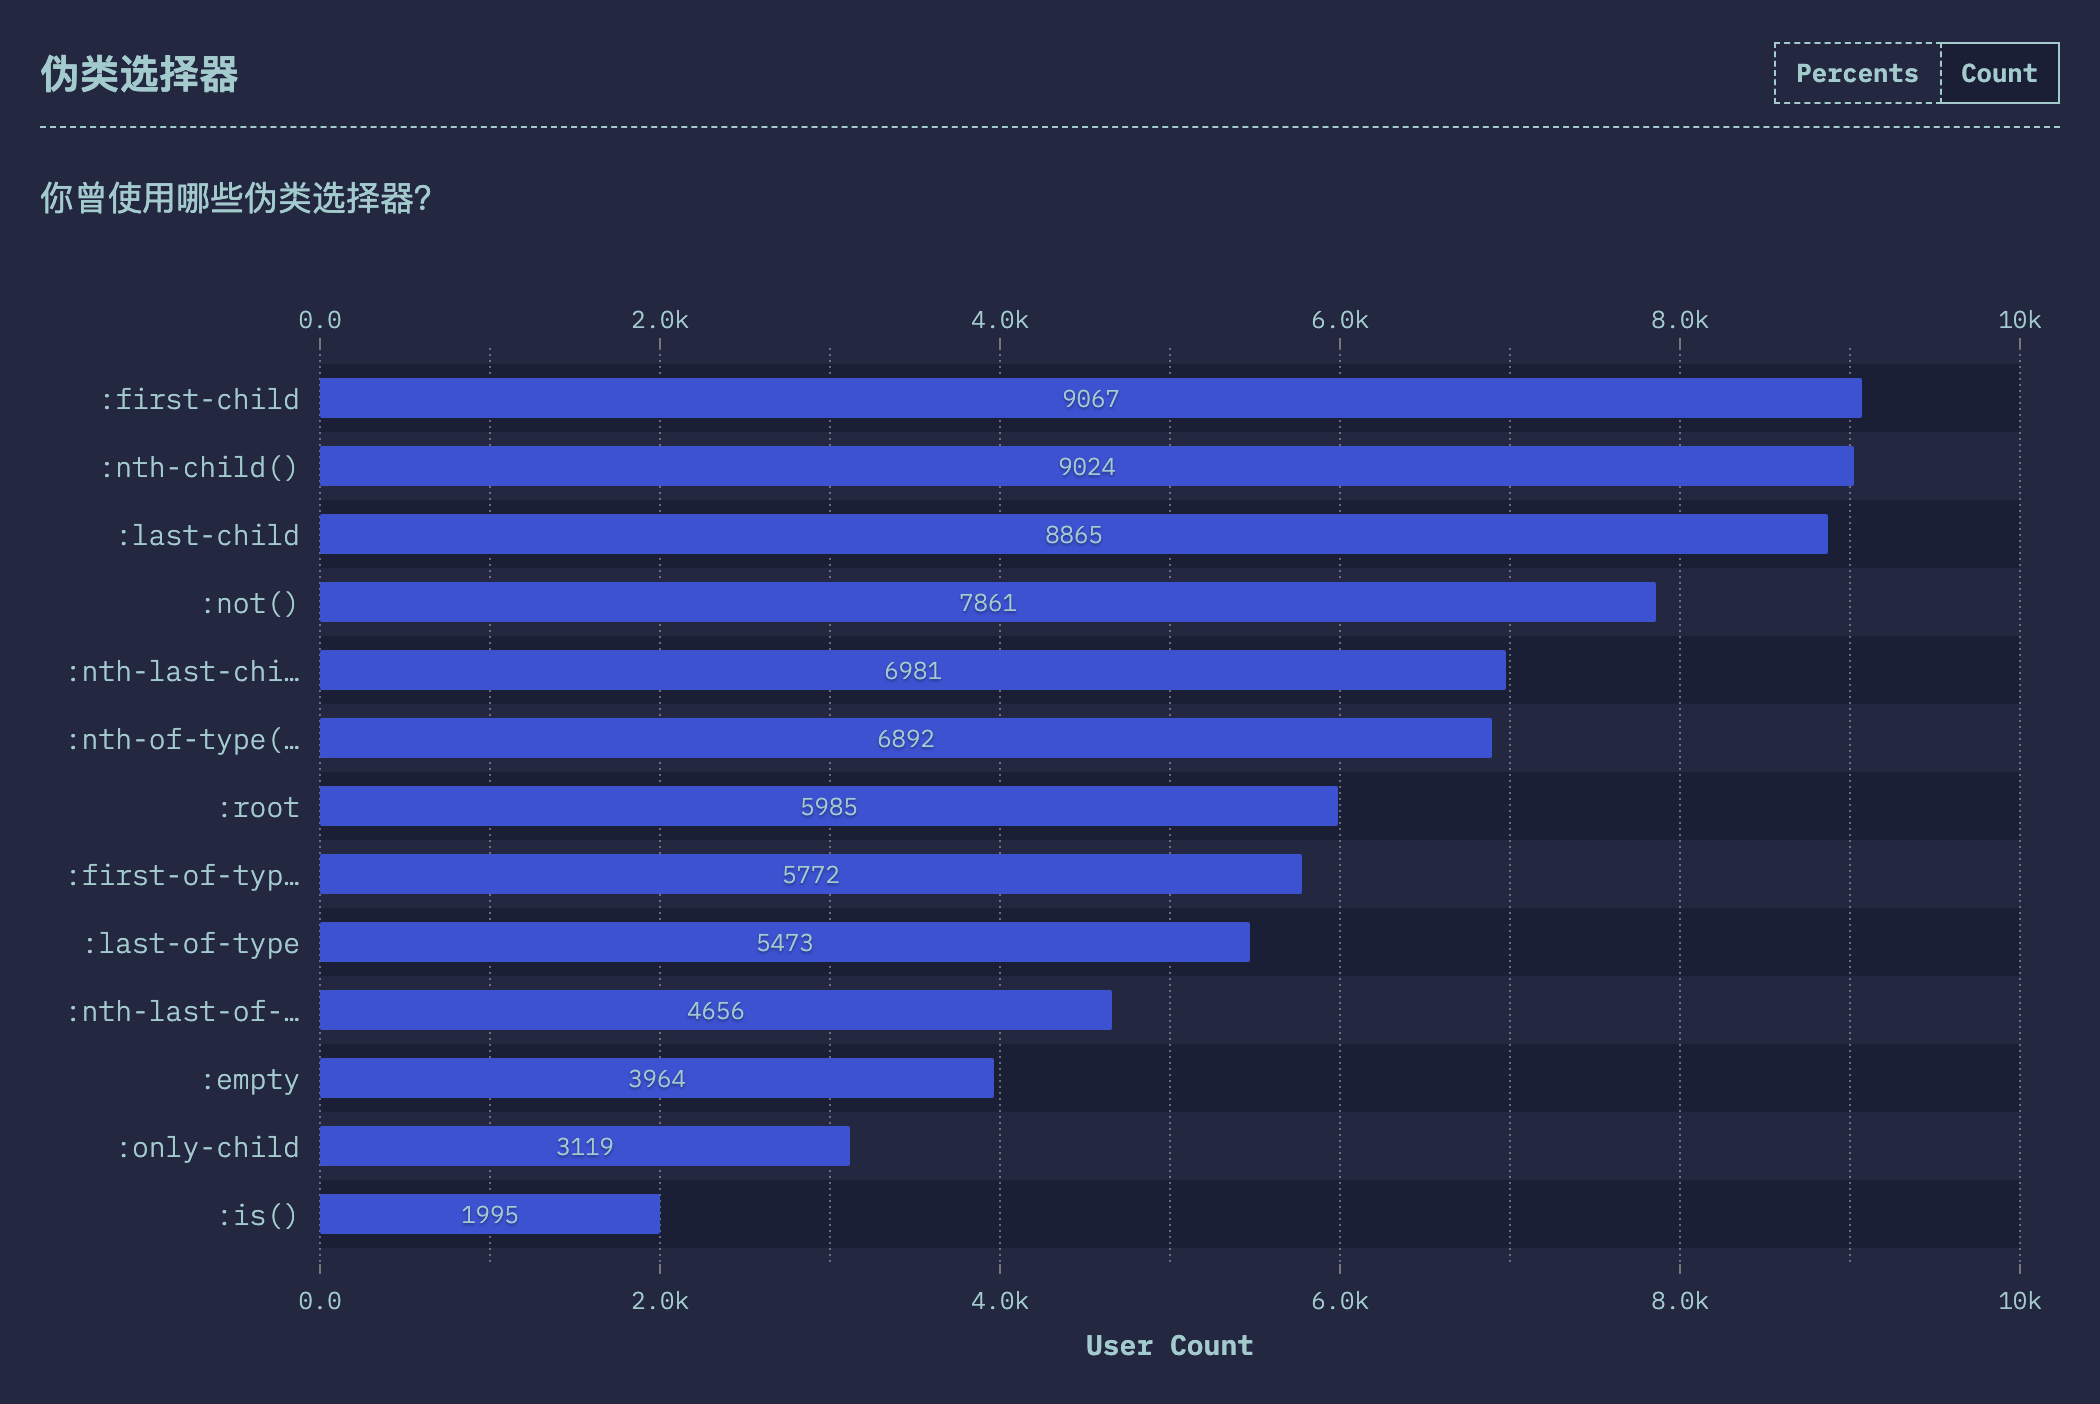 伪类选择器
Percents Count
你曾使用哪些伪类选择器?
0.0 2.0k 4.0k 6.0k 8.0k 10k
:first-child 9067
:nth-child() 9024
:last-child 8865
:not() 7861
:nth-last-chi… 6981
:nth-of-type(… 6892
:root 5985
:first-of-typ… 5772
:last-of-type 5473
:nth-last-of-… 4656
:empty 3964
:only-child 3119
:is() 1995
0.0 2.0k 4.0k 6.0k 8.0k 10k
User Count